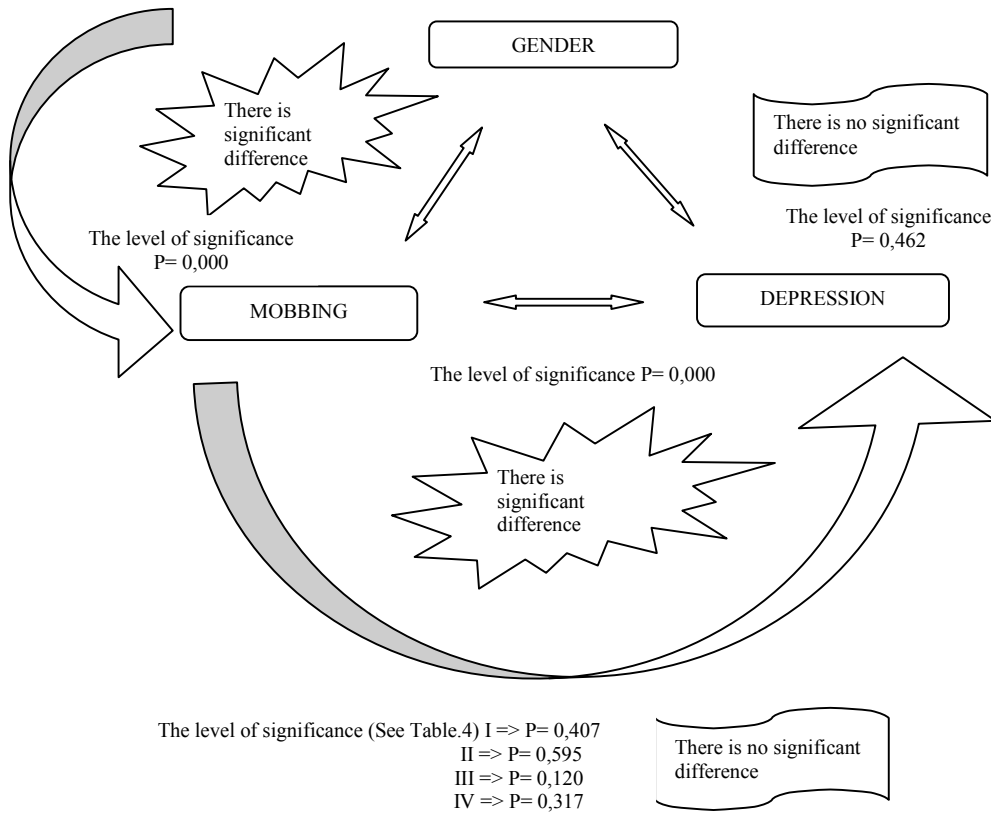 GENDER
There is
significant
difference
There is no significant
difference
The level of significance
P= 0,462
The level of significance
P= 0,000
MOBBING
DEPRESSION
The level of significance P= 0,000
There is
significant
difference
The level of significance (See Table.4) I => P= 0,407
II => P= 0,595
III => P= 0,120
IV => P= 0,317
There is no significant
difference